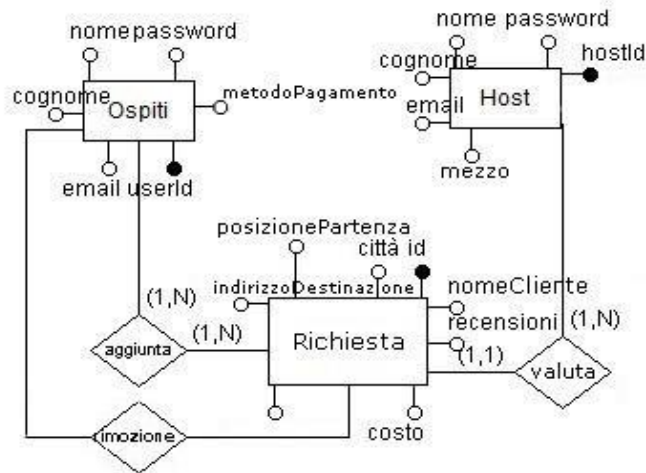 nome password
cognome
Ospiti
metodoPagamento
email userId
nome password
cognome
hostId
email
Host
mezzo
posizionePartenza
città id
indirizzoDestinazione
nomeCliente
recensioni
Richiesta
(1,N)
(1,N)
(1,1)
(1,N)
aggiunta
valuta
imozione
costo